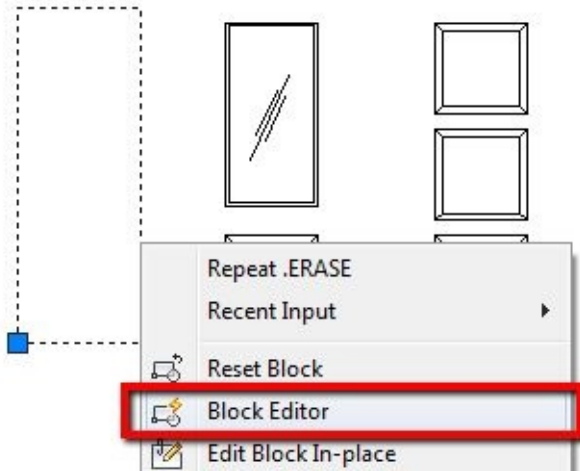 Repeat .ERASE
Recent Input
Reset Block
Block Editor
Edit Block In-place